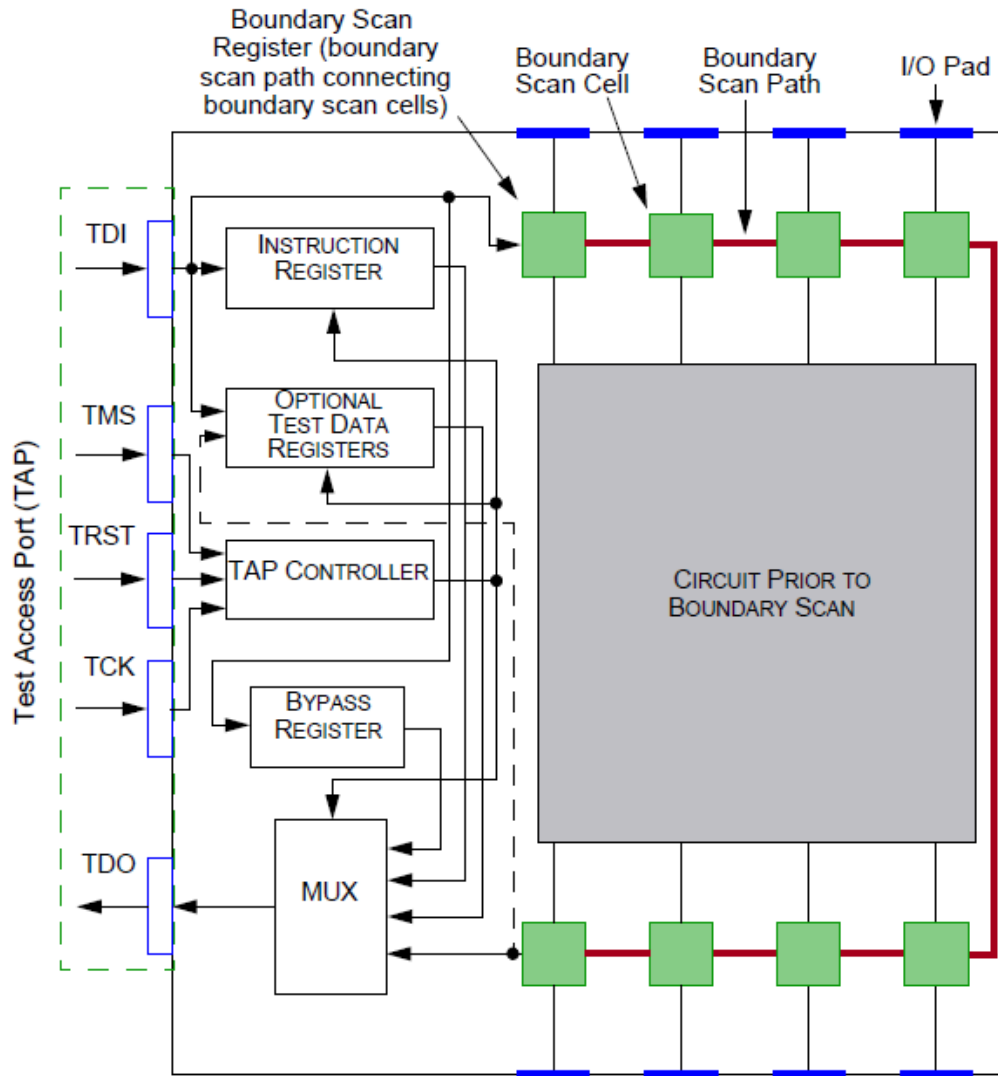 Boundary Scan
Register (boundary
scan path connecting
boundary scan cells)
Boundary
Scan Cell
Boundary
Scan Path
I/O Pad
Test Access Port (TAP)
TDI
TMS
TRST
TCK
TDO
INSTRUCTION
REGISTER
OPTIONAL
TEST DATA
REGISTERS
TAP CONTROLLER
BYPASS
REGISTER
MUX
CIRCUIT PRIOR TO
BOUNDARY SCAN